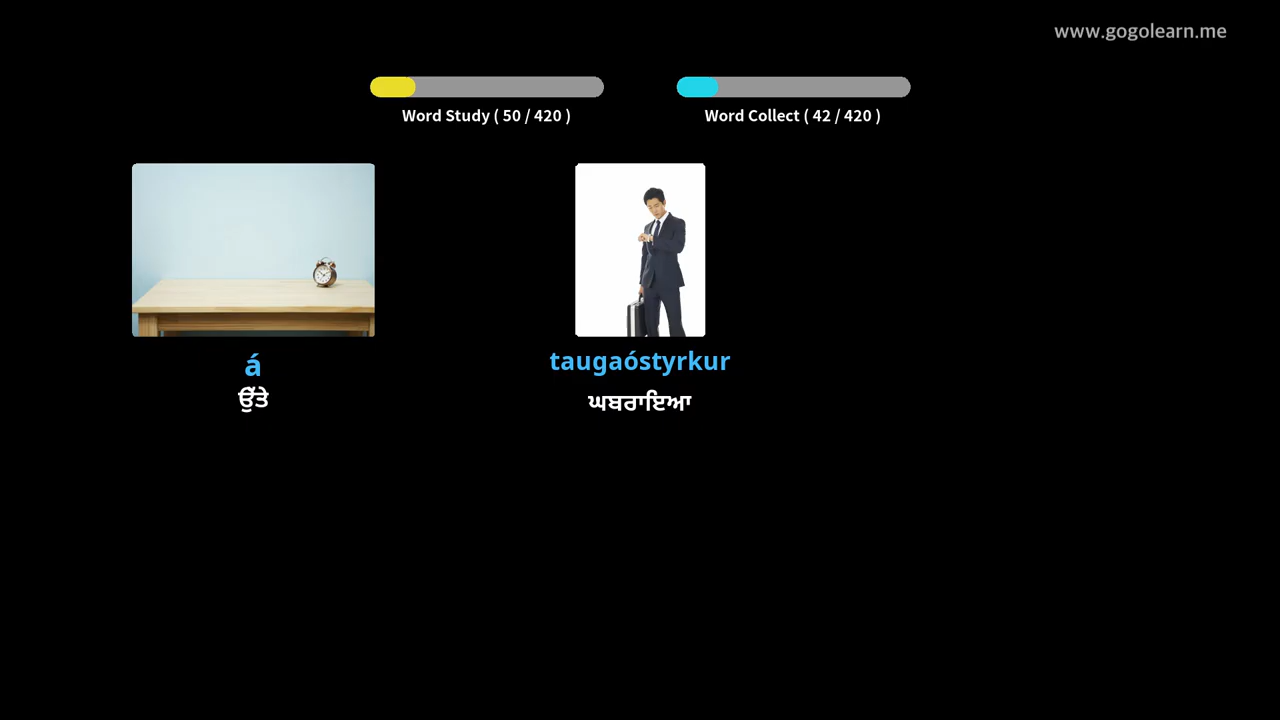 www.gogolearn.me
Word Study ( 50 / 420 )
Word Collect ( 42 / 420 )
á
ਉੱਤੇ
taugaóstyrkur
ਘਬਰਾਇਆ